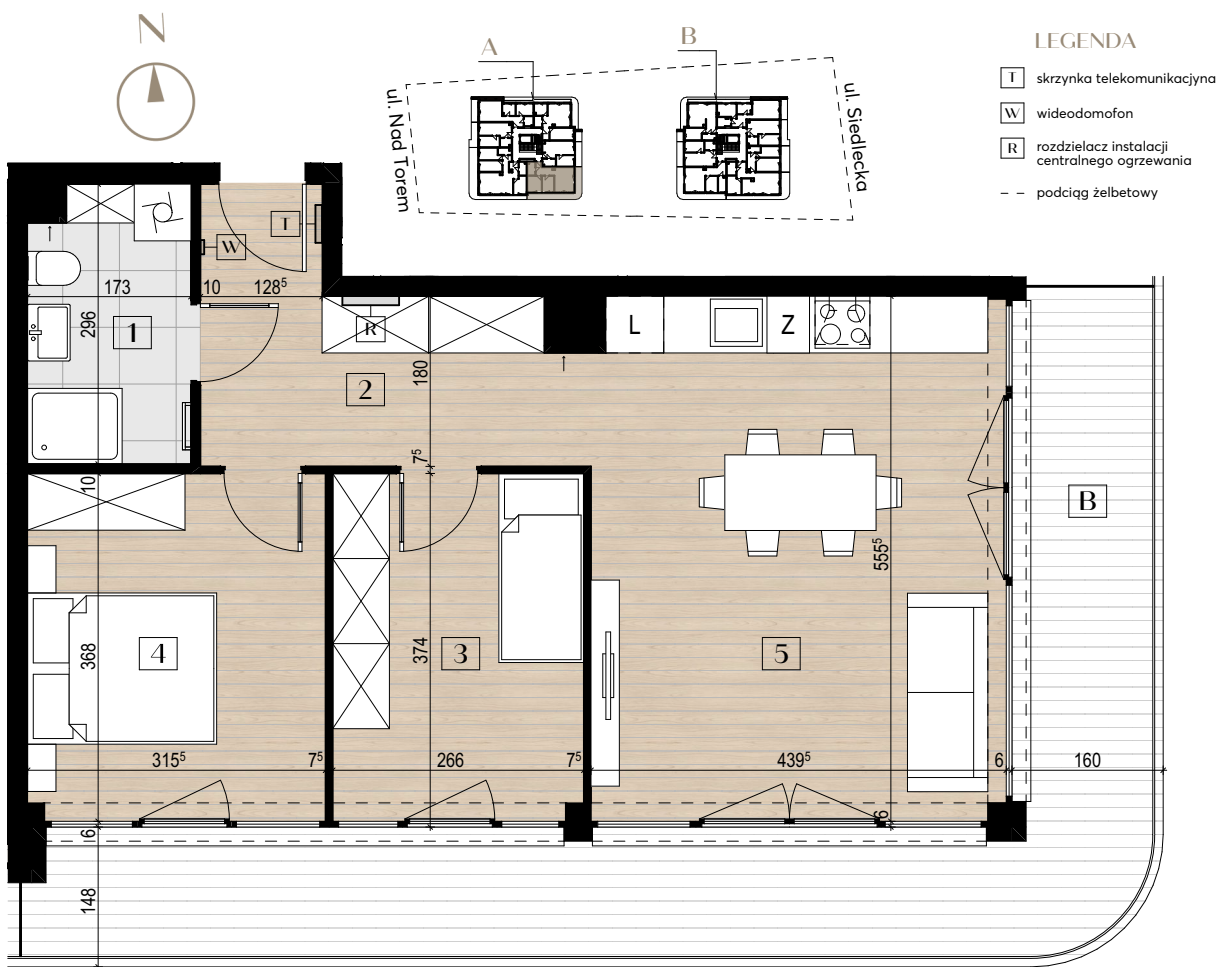 N
A
B
ul. Nad Torem
ul. Siedlecka
LEGENDA
T skrzynka telekomunikacyjna
W wideodomofon
R rozdzielacz instalacji
centralnego ogrzewania
podciąg żelbetowy
T
W
173
10
128⁵
296
1
R
L
Z
2
180
7⁵
10
B
555⁵
368
4
374
3
5
315⁵
7⁵
266
7⁵
439⁵
6
160
6
6
148